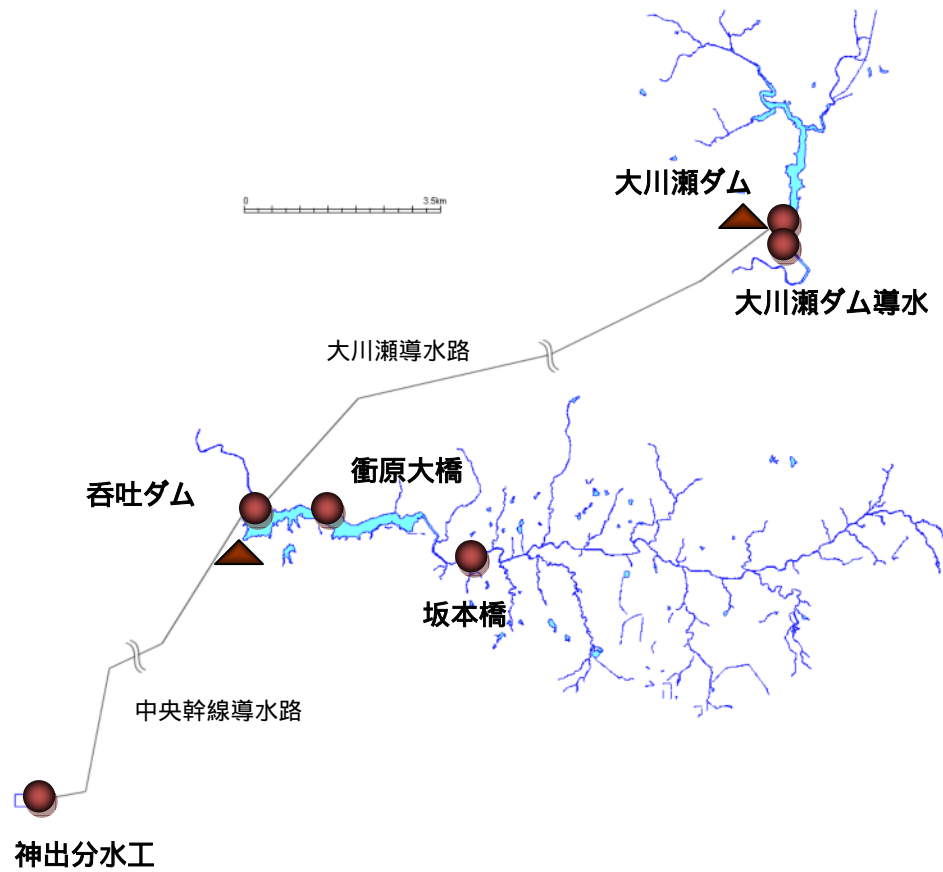 大川瀬ダム
0 3.5km
大川瀬ダム導水
大川瀬導水路
衝原大橋
呑吐ダム
坂本橋
中央幹線導水路
神出分水工